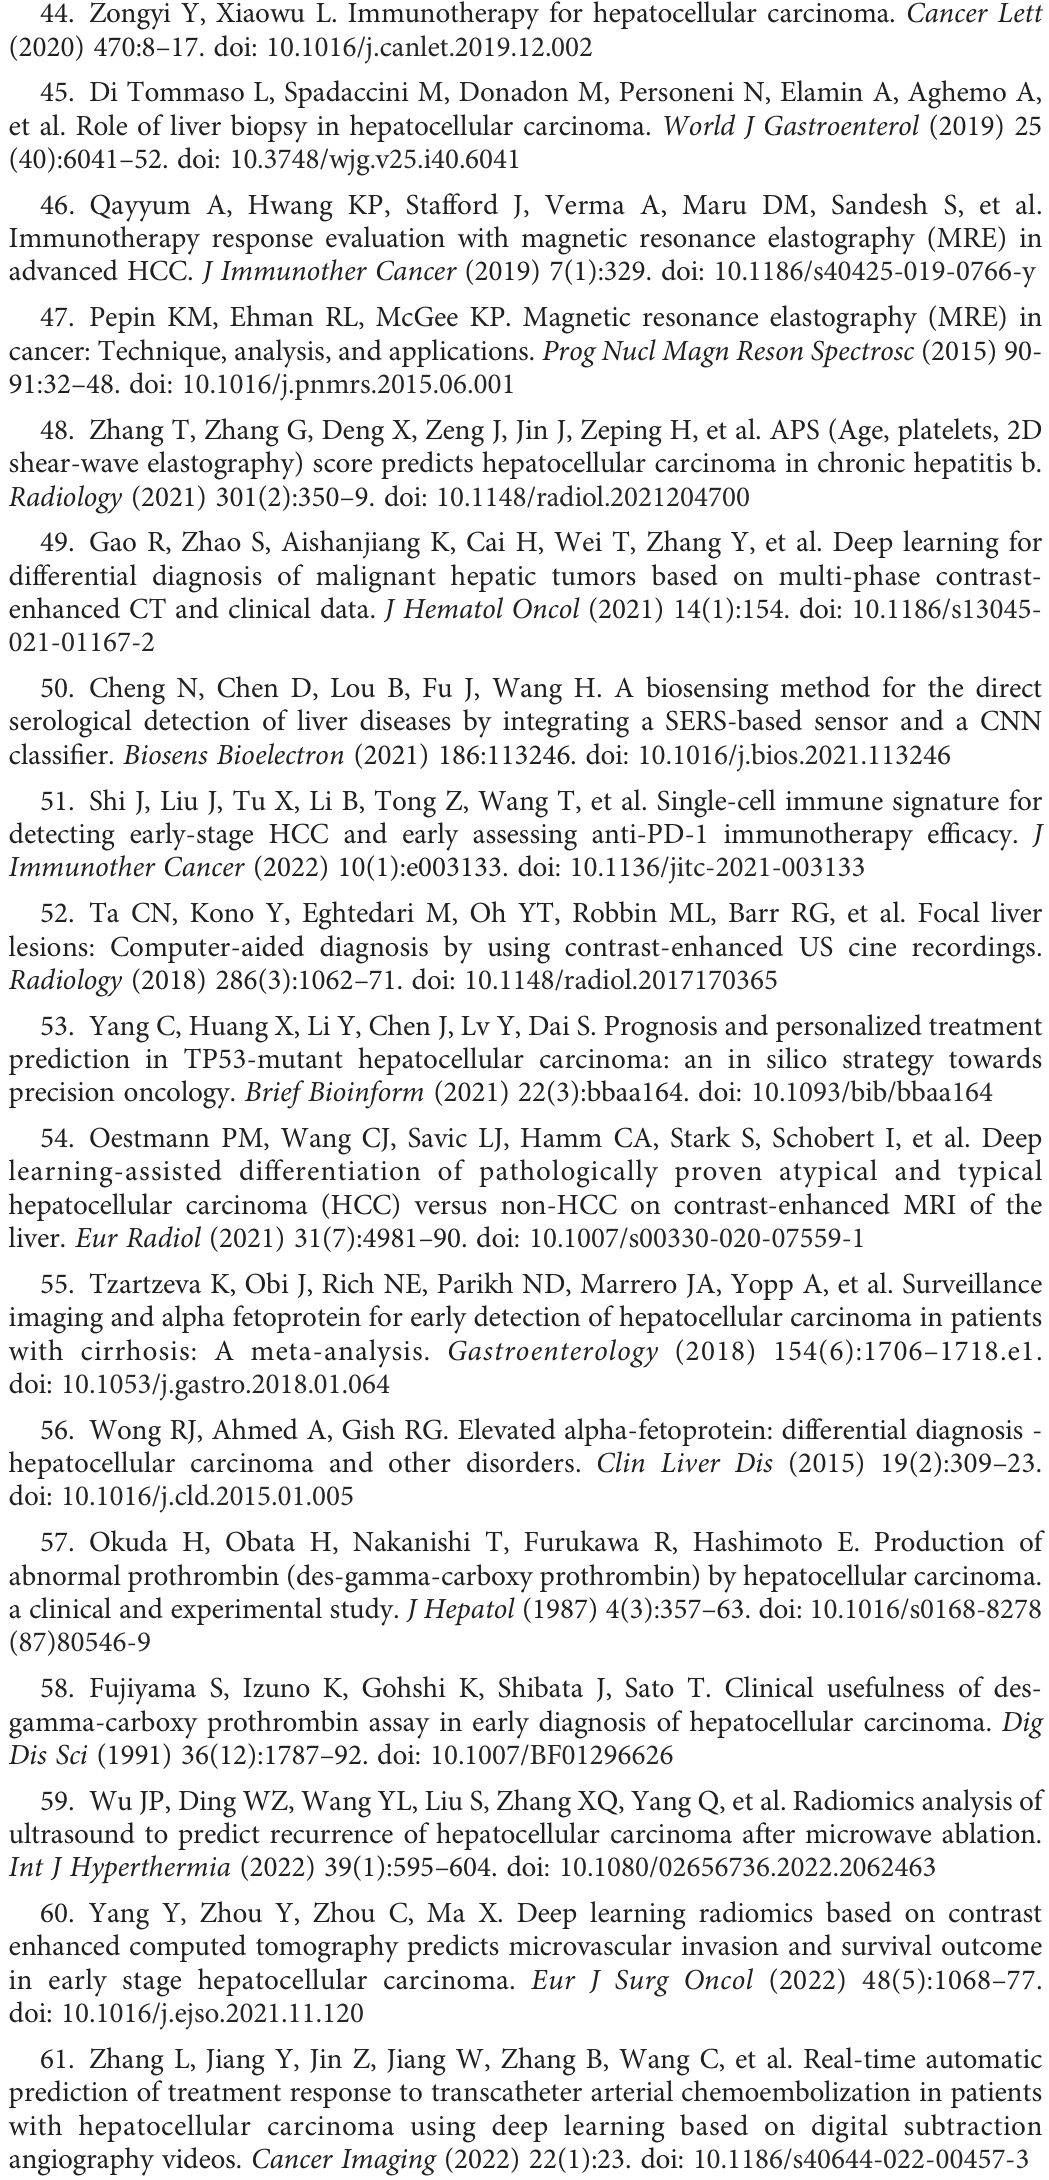 44. Zongyi Y, Xiaowu L. Immunotherapy for hepatocellular carcinoma. Cancer Lett
(2020) 470:8–17. doi: 10.1016/j.canlet.2019.12.002
45. Di Tommaso L, Spadaccini M, Donadon M, Personeni N, Elamin A, Aghemo A,
et al. Role of liver biopsy in hepatocellular carcinoma. World J Gastroenterol (2019) 25
(40):6041–52. doi: 10.3748/wjg.v25.i40.6041
46. Qayyum A, Hwang KP, Stafford J, Verma A, Maru DM, Sandesh S, et al.
Immunotherapy response evaluation with magnetic resonance elastography (MRE) in
advanced HCC. J Immunother Cancer (2019) 7(1):329. doi: 10.1186/s40425-019-0766-y
47. Pepin KM, Ehman RL, McGee KP. Magnetic resonance elastography (MRE) in
cancer: Technique, analysis, and applications. Prog Nucl Magn Reson Spectrosc (2015) 90-
91:32–48. doi: 10.1016/j.pnmrs.2015.06.001
48. Zhang T, Zhang G, Deng X, Zeng J, Jin J, Zeping H, et al. APS (Age, platelets, 2D
shear-wave elastography) score predicts hepatocellular carcinoma in chronic hepatitis b.
Radiology (2021) 301(2):350–9. doi: 10.1148/radiol.2021204700
49. Gao R, Zhao S, Aishanjiang K, Cai H, Wei T, Zhang Y, et al. Deep learning for
differential diagnosis of malignant hepatic tumors based on multi-phase contrast-
enhanced CT and clinical data. J Hematol Oncol (2021) 14(1):154. doi: 10.1186/s13045-
021-01167-2
50. Cheng N, Chen D, Lou B, Fu J, Wang H. A biosensing method for the direct
serological detection of liver diseases by integrating a SERS-based sensor and a CNN
classifier. Biosens Bioelectron (2021) 186:113246. doi: 10.1016/j.bios.2021.113246
51. Shi J, Liu J, Tu X, Li B, Tong Z, Wang T, et al. Single-cell immune signature for
detecting early-stage HCC and early assessing anti-PD-1 immunotherapy efficacy. J
Immunother Cancer (2022) 10(1):e003133. doi: 10.1136/jitc-2021-003133
52. Ta CN, Kono Y, Eghtedari M, Oh YT, Robbin ML, Barr RG, et al. Focal liver
lesions: Computer-aided diagnosis by using contrast-enhanced US cine recordings.
Radiology (2018) 286(3):1062–71. doi: 10.1148/radiol.2017170365
53. Yang C, Huang X, Li Y, Chen J, Lv Y, Dai S. Prognosis and personalized treatment
prediction in TP53-mutant hepatocellular carcinoma: an in silico strategy towards
precision oncology. Brief Bioinform (2021) 22(3):bbaa164. doi: 10.1093/bib/bbaa164
54. Oestmann PM, Wang CJ, Savic LJ, Hamm CA, Stark S, Schobert I, et al. Deep
learning-assisted differentiation of pathologically proven atypical and typical
hepatocellular carcinoma (HCC) versus non-HCC on contrast-enhanced MRI of the
liver. Eur Radiol (2021) 31(7):4981–90. doi: 10.1007/s00330-020-07559-1
55. Tzartzeva K, Obi J, Rich NE, Parikh ND, Marrero JA, Yopp A, et al. Surveillance
imaging and alpha fetoprotein for early detection of hepatocellular carcinoma in patients
with cirrhosis: A meta-analysis. Gastroenterology (2018) 154(6):1706–1718.e1.
doi: 10.1053/j.gastro.2018.01.064
56. Wong RJ, Ahmed A, Gish RG. Elevated alpha-fetoprotein: differential diagnosis -
hepatocellular carcinoma and other disorders. Clin Liver Dis (2015) 19(2):309–23.
doi: 10.1016/j.cld.2015.01.005
57. Okuda H, Obata H, Nakanishi T, Furukawa R, Hashimoto E. Production of
abnormal prothrombin (des-gamma-carboxy prothrombin) by hepatocellular carcinoma.
a clinical and experimental study. J Hepatol (1987) 4(3):357–63. doi: 10.1016/s0168-8278
(87)80546-9
58. Fujiyama S, Izuno K, Gohshi K, Shibata J, Sato T. Clinical usefulness of des-
gamma-carboxy prothrombin assay in early diagnosis of hepatocellular carcinoma. Dig
Dis Sci (1991) 36(12):1787–92. doi: 10.1007/BF01296626
59. Wu JP, Ding WZ, Wang YL, Liu S, Zhang XQ, Yang Q, et al. Radiomics analysis of
ultrasound to predict recurrence of hepatocellular carcinoma after microwave ablation.
Int J Hyperthermia (2022) 39(1):595–604. doi: 10.1080/02656736.2022.2062463
60. Yang Y, Zhou Y, Zhou C, Ma X. Deep learning radiomics based on contrast
enhanced computed tomography predicts microvascular invasion and survival outcome
in early stage hepatocellular carcinoma. Eur J Surg Oncol (2022) 48(5):1068–77.
doi: 10.1016/j.ejso.2021.11.120
61. Zhang L, Jiang Y, Jin Z, Jiang W, Zhang B, Wang C, et al. Real-time automatic
prediction of treatment response to transcatheter arterial chemoembolization in patients
with hepatocellular carcinoma using deep learning based on digital subtraction
angiography videos. Cancer Imaging (2022) 22(1):23. doi: 10.1186/s40644-022-00457-3